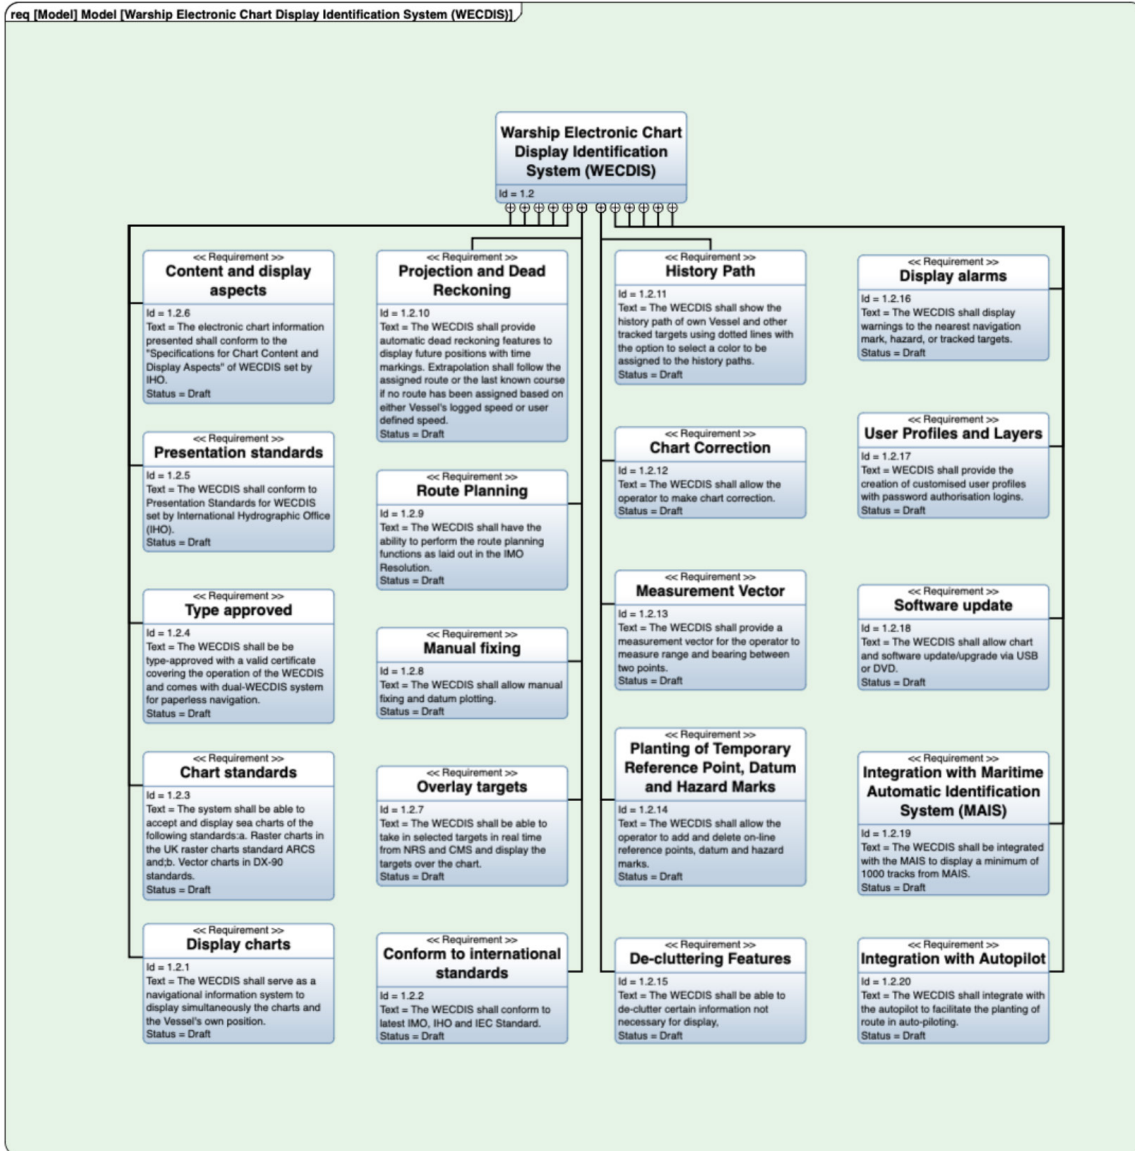 req [Model] Model [Warship Electronic Chart Display Identification System (WECDIS)]
Warship Electronic Chart
Display Identification
System (WECDIS)
Id = 1.2
<< Requirement >>
Content and display
aspects
Id = 1.2.6
Text = The electronic chart information
presented shall conform to the
"Specifications for Chart Content and
Display Aspects" of WECDIS set by
IHO.
Status = Draft
<< Requirement >>
Presentation standards
Id = 1.2.5
Text = The WECDIS shall conform to
Presentation Standards for WECDIS
set by International Hydrographic Office
(IHO).
Status = Draft
<< Requirement >>
Type approved
Id = 1.2.4
Text = The WECDIS shall be be
type-approved with a valid certificate
covering the operation of the WECDIS
and comes with dual-WECDIS system
for paperless navigation.
Status = Draft
<< Requirement >>
Chart standards
Id = 1.2.3
Text = The system shall be able to
accept and display sea charts of the
following standards:a. Raster charts in
the UK raster charts standard ARCS
and;b. Vector charts in DX-90
standards.
Status = Draft
<< Requirement >>
Display charts
Id = 1.2.1
Text = The WECDIS shall serve as a
navigational information system to
display simultaneously the charts and
the Vessel's own position.
Status = Draft
<< Requirement >>
Projection and Dead
Reckoning
Id = 1.2.10
Text = The WECDIS shall provide
automatic dead reckoning features to
display future positions with time
markings. Extrapolation shall follow the
assigned route or the last known course
if no route has been assigned based on
either Vessel's logged speed or user
defined speed.
Status = Draft
<< Requirement >>
Route Planning
Id = 1.2.9
Text = The WECDIS shall have the
ability to perform the route planning
functions as laid out in the IMO
Resolution.
Status = Draft
<< Requirement >>
Manual fixing
Id = 1.2.8
Text = The WECDIS shall allow manual
fixing and datum plotting.
Status = Draft
<< Requirement >>
Overlay targets
Id = 1.2.7
Text = The WECDIS shall be able to
take in selected targets in real time
from NRS and CMS and display the
targets over the chart.
Status = Draft
<< Requirement >>
Conform to international
standards
Id = 1.2.2
Text = The WECDIS shall conform to
latest IMO, IHO and IEC Standard.
Status = Draft
<< Requirement >>
History Path
Id = 1.2.11
Text = The WECDIS shall show the
history path of own Vessel and other
tracked targets using dotted lines with
the option to select a color to be
assigned to the history paths.
Status = Draft
<< Requirement >>
Chart Correction
Id = 1.2.12
Text = The WECDIS shall allow the
operator to make chart correction.
Status = Draft
<< Requirement >>
Measurement Vector
Id = 1.2.13
Text = The WECDIS shall provide a
measurement vector for the operator to
measure range and bearing between
two points.
Status = Draft
<< Requirement >>
Planting of Temporary
Reference Point, Datum
and Hazard Marks
Id = 1.2.14
Text = The WECDIS shall allow the
operator to add and delete on-line
reference points, datum and hazard
marks.
Status = Draft
<< Requirement >>
De-cluttering Features
Id = 1.2.15
Text = The WECDIS shall be able to
de-clutter certain information not
necessary for display,
Status = Draft
<< Requirement >>
Display alarms
Id = 1.2.16
Text = The WECDIS shall display
warnings to the nearest navigation
mark, hazard, or tracked targets.
Status = Draft
<< Requirement >>
User Profiles and Layers
Id = 1.2.17
Text = WECDIS shall provide the
creation of customised user profiles
with password authorisation logins.
Status = Draft
<< Requirement >>
Software update
Id = 1.2.18
Text = The WECDIS shall allow chart
and software update/upgrade via USB
or DVD.
Status = Draft
<< Requirement >>
Integration with Maritime
Automatic Identification
System (MAIS)
Id = 1.2.19
Text = The WECDIS shall be integrated
with the MAIS to display a minimum of
1000 tracks from MAIS.
Status = Draft
<< Requirement >>
Integration with Autopilot
Id = 1.2.20
Text = The WECDIS shall integrate with
the autopilot to facilitate the planting of
route in auto-piloting.
Status = Draft